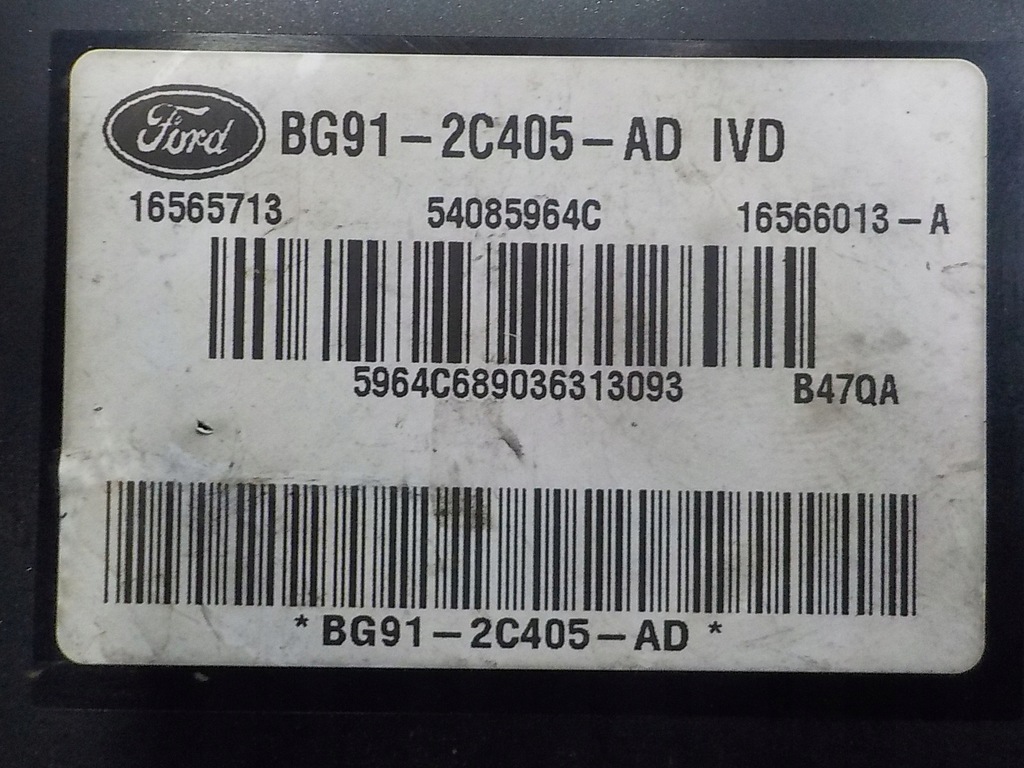 Ford BG91-2C405-AD IVD
16565713 54085964C 16566013-A
5964C689036313093 B47QA
*BG91-2C405-AD*